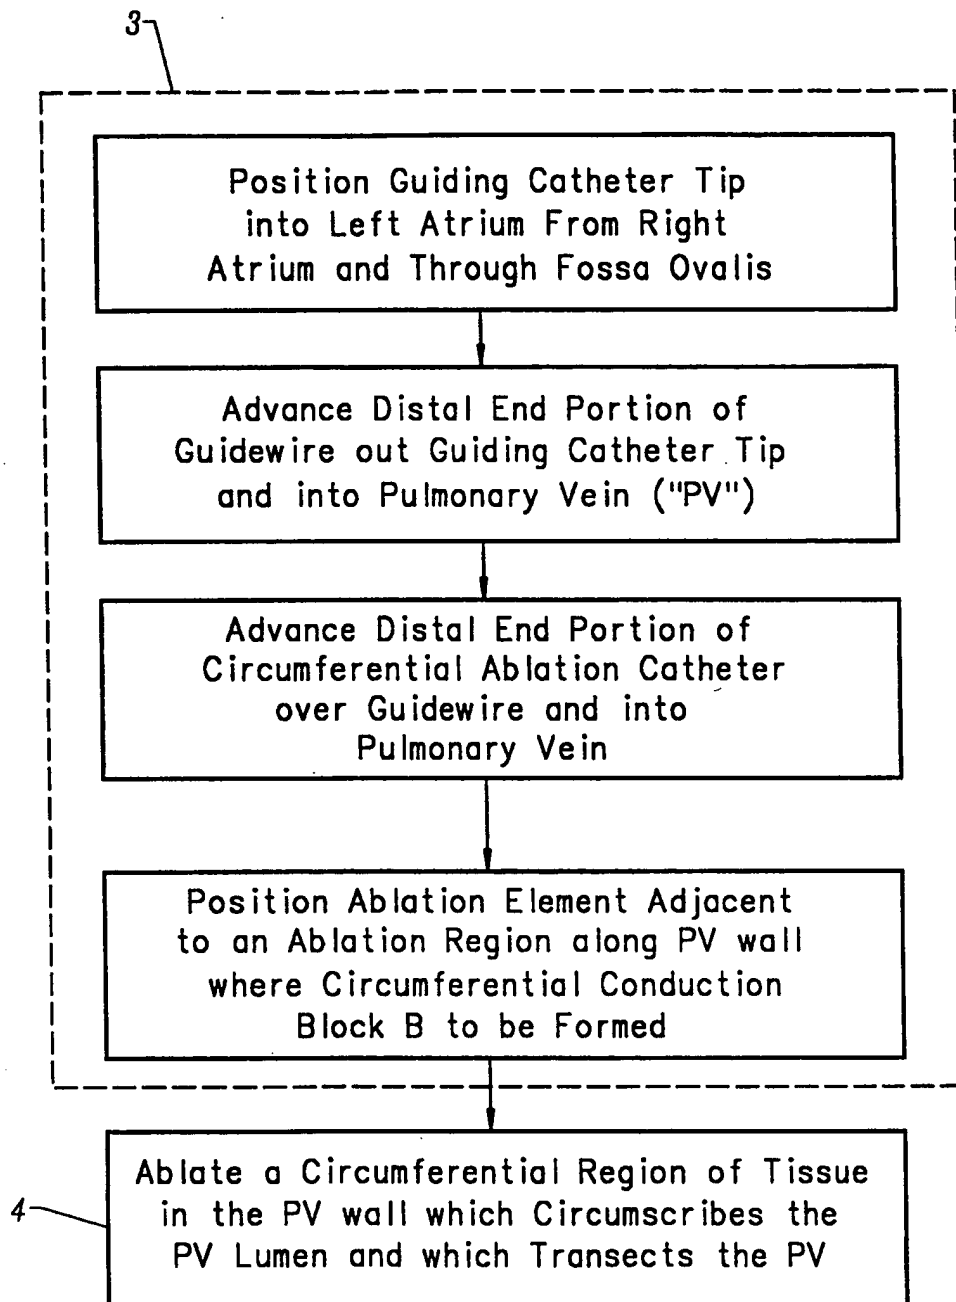 3
Position Guiding Catheter Tip
into Left Atrium From Right
Atrium and Through Fossa Ovalis
Advance Distal End Portion of
Guidewire out Guiding Catheter Tip
and into Pulmonary Vein ("PV")
Advance Distal End Portion of
Circumferential Ablation Catheter
over Guidewire and into
Pulmonary Vein
Position Ablation Element Adjacent
to an Ablation Region along PV wall
where Circumferential Conduction
Block B to be Formed
4
Ablate a Circumferential Region of Tissue
in the PV wall which Circumscribes the
PV Lumen and which Transects the PV